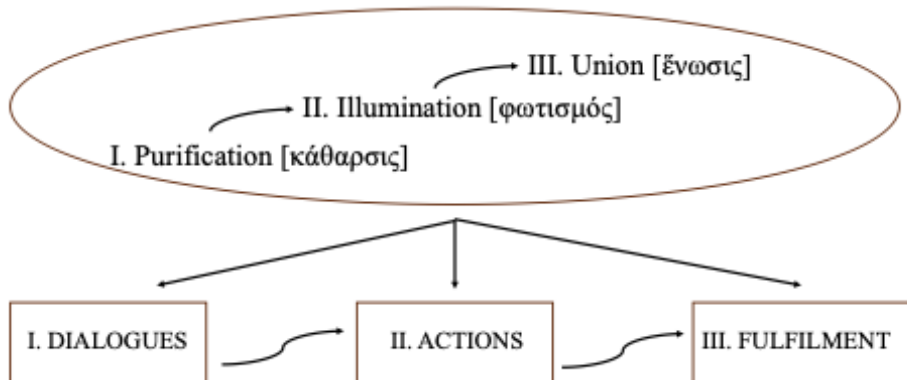 III. Union [ἕνωσις]
II. Illumination [φωτισμός]
I. Purification [κάθαρσις]
I. DIALOGUES
II. ACTIONS
III. FULFILMENT